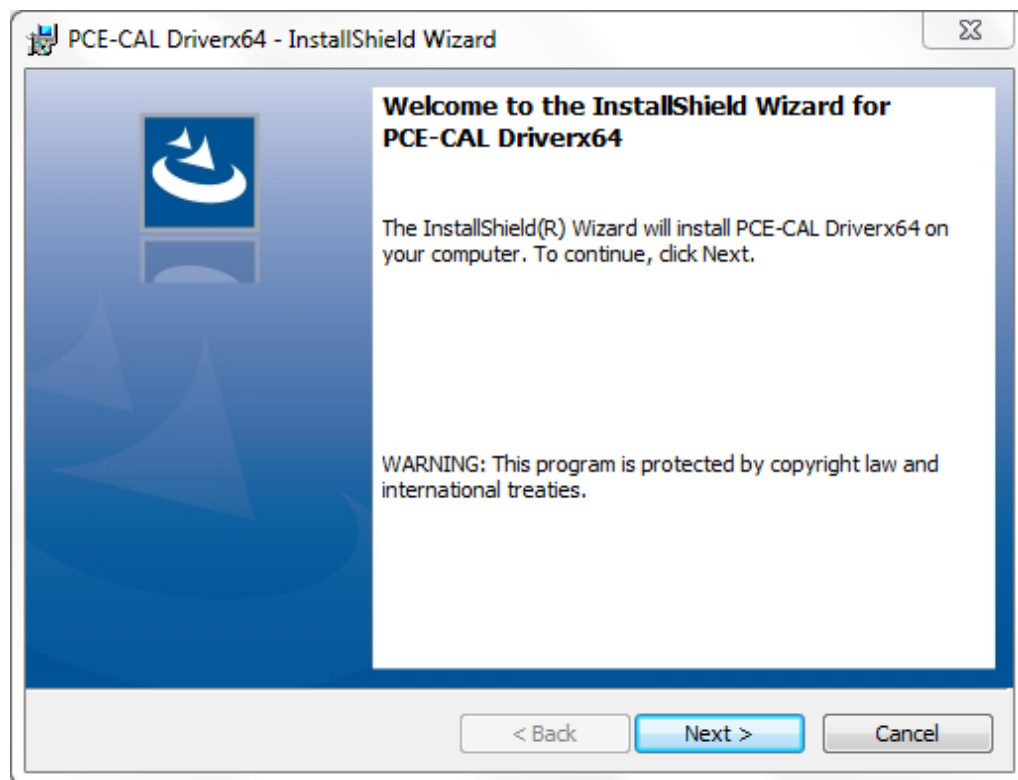 PCE-CAL Driverx64 - InstallShield Wizard
Welcome to the InstallShield Wizard for
PCE-CAL Driverx64
The InstallShield(R) Wizard will install PCE-CAL Driverx64 on
your computer. To continue, click Next.
WARNING: This program is protected by copyright law and
international treaties.
< Back
Next >
Cancel